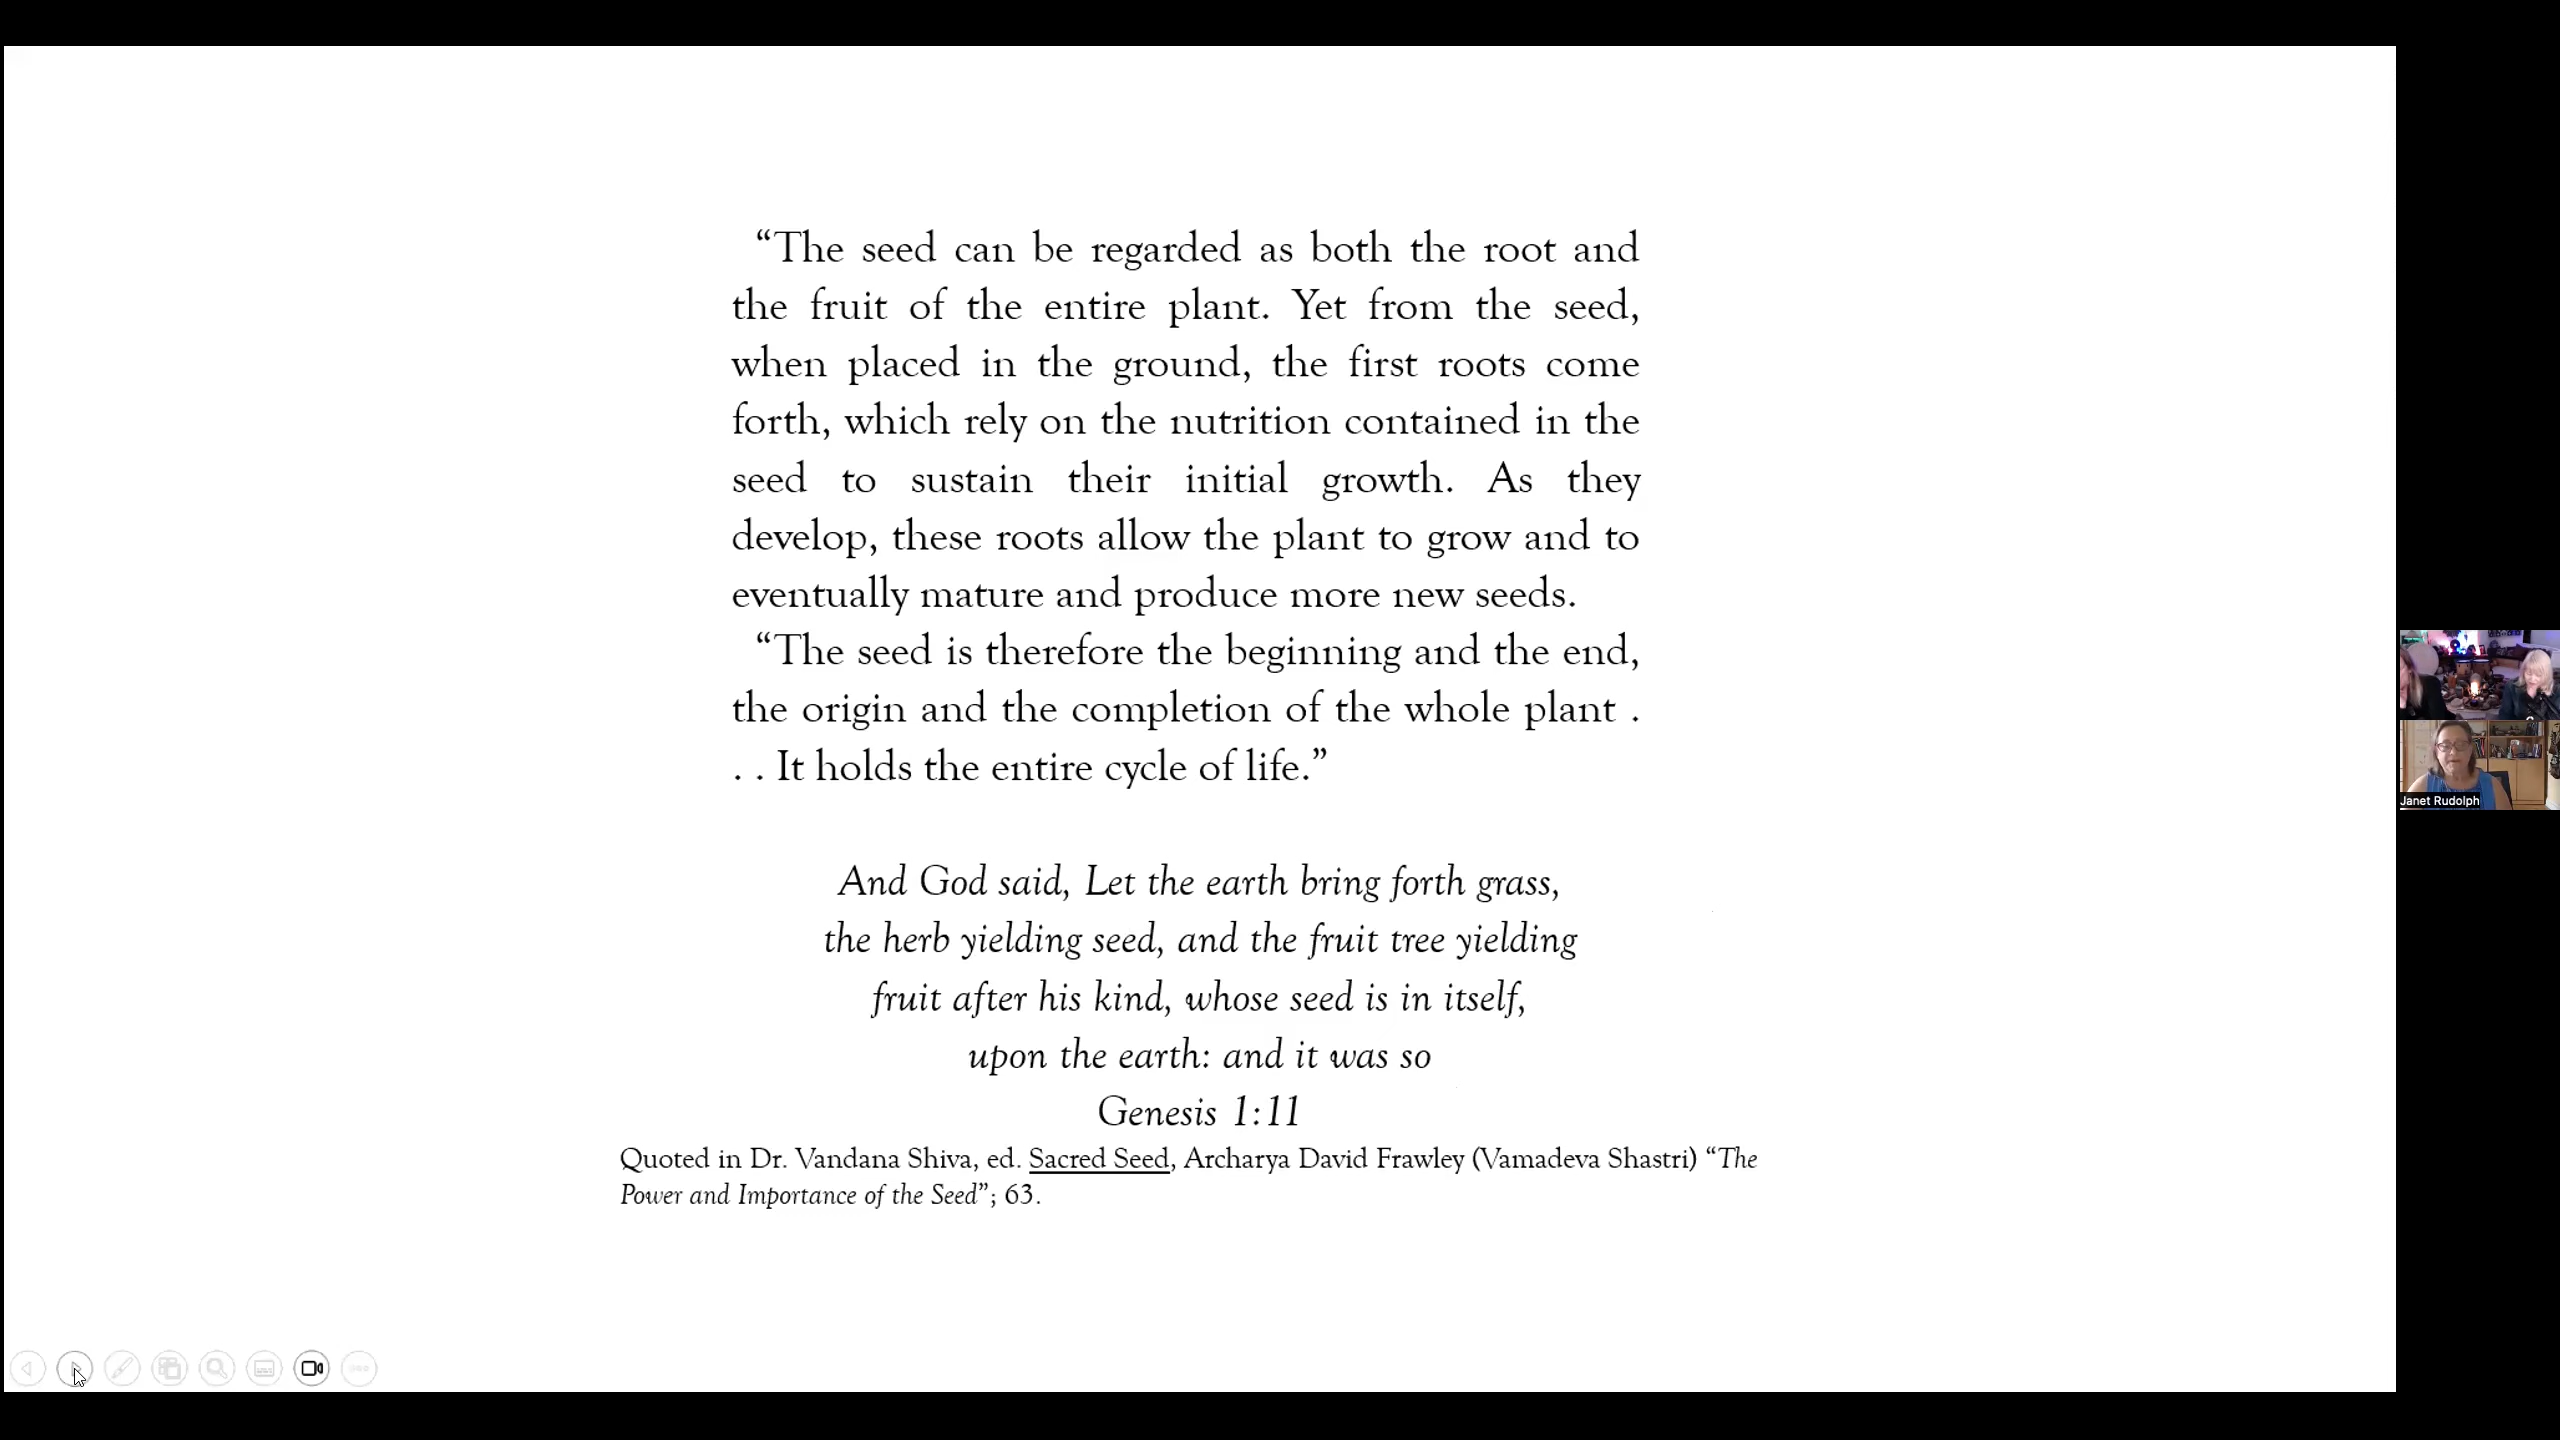 “The seed can be regarded as both the root and
the fruit of the entire plant. Yet from the seed,
when placed in the ground, the first roots come
forth, which rely on the nutrition contained in the
seed to sustain their initial growth. As they
develop, these roots allow the plant to grow and to
eventually mature and produce more new seeds.
“The seed is therefore the beginning and the end,
the origin and the completion of the whole plant .
. . It holds the entire cycle of life.”
And God said, Let the earth bring forth grass,
the herb yielding seed, and the fruit tree yielding
fruit after his kind, whose seed is in itself,
upon the earth: and it was so
Genesis 1:11
Quoted in Dr. Vandana Shiva, ed. Sacred Seed, Archarya David Frawley (Vamadeva Shastri) “The
Power and Importance of the Seed”; 63.
Janet Rudolph